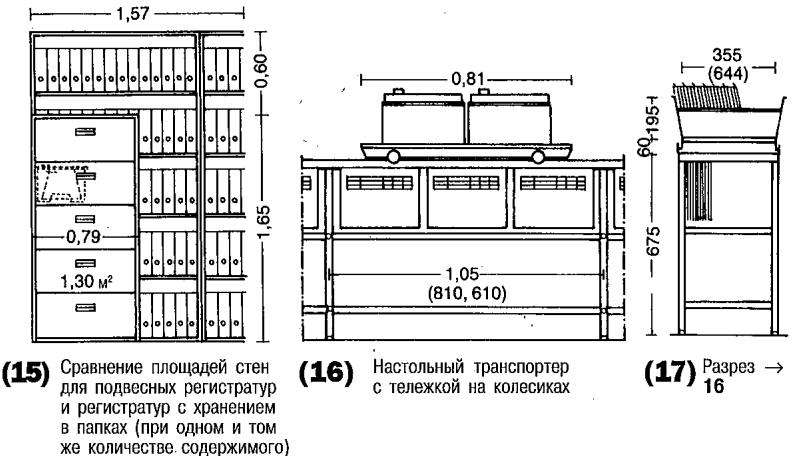 1,57
0,60
1,65
0,79
1,30 м²
0,81
1,05
(810, 610)
355
(644)
195
60
675
(15) Сравнение площадей стен
для подвесных регистратур
и регистратур с хранением
в папках (при одном и том
же количестве содержимого)
(16) Настольный транспортер
с тележкой на колесиках
(17) Разрез →
16